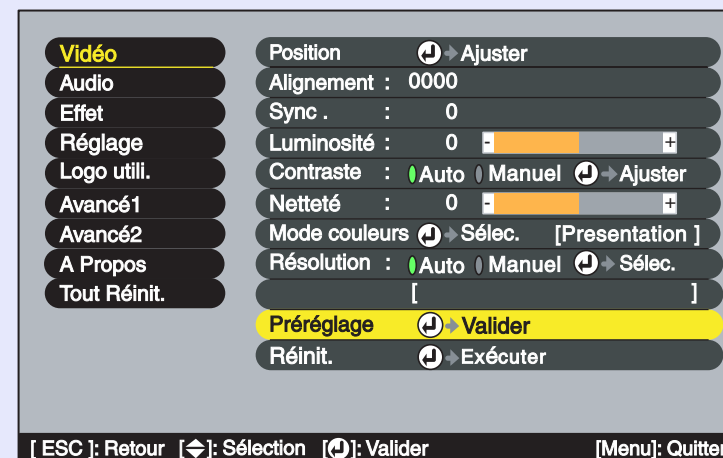 Vidéo
Audio
Effet
Réglage
Logo utili.
Avancé1
Avancé2
A Propos
Tout Réinit.
Position Ajuster
Alignement : 0000
Sync . : 0
Luminosité : 0 - +
Contraste : Auto Manuel Ajuster
Netteté : 0 - +
Mode couleurs Sélec. [Presentation ]
Résolution : Auto Manuel Sélec.
[ ]
Préréglage Valider
Réinit. Exécuter
[ ESC ]: Retour [ ]: Sélection [ ]: Valider [Menu]: Quitter